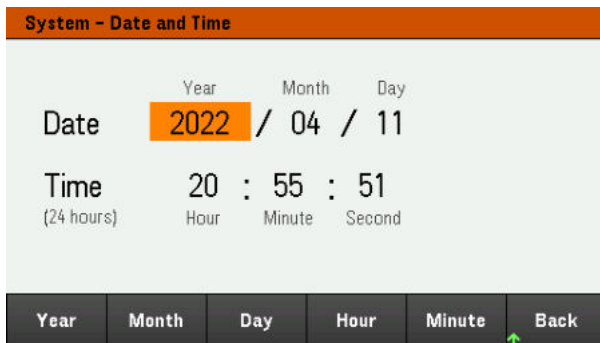 System – Date and Time
Year Month Day
Date 2022 / 04 / 11
Time 20 : 55 : 51
(24 hours) Hour Minute Second
Year Month Day Hour Minute Back